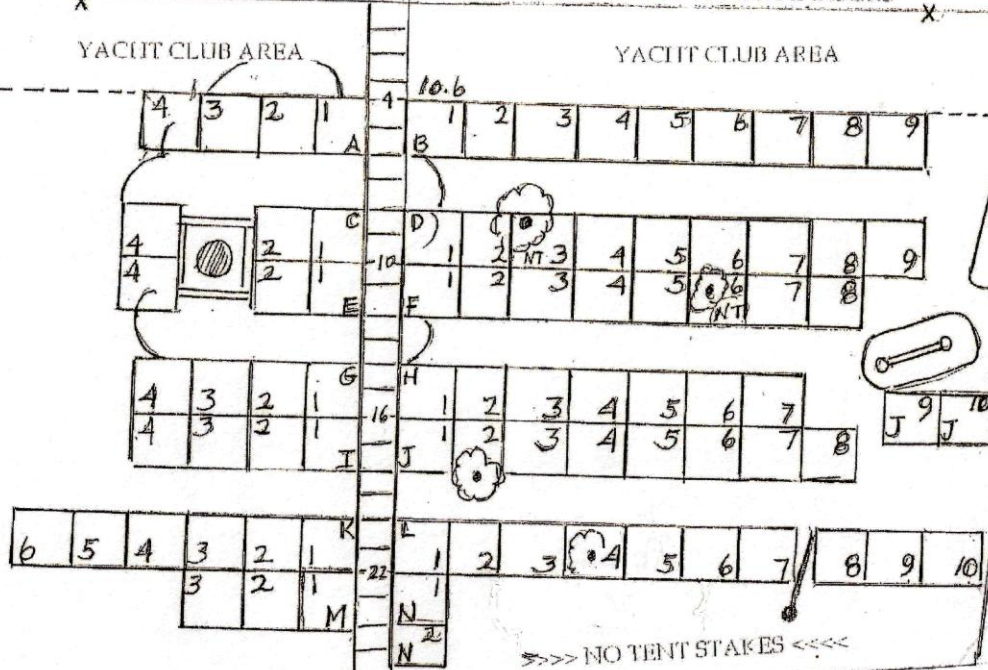 X X
YACHT CLUB AREA YACHT CLUB AREA
4 3 2 1 A 4 10.6 B 1 2 3 4 5 6 7 8 9
4 2 1 C D 1 2 3 4 5 6 7 8 9
NT
10
4 2 1 E F 1 2 3 4 5 6 7 8
NT
4 3 2 1 G H 1 2 3 4 5 6 7
16
J 9 J 10
4 3 2 1 I J 1 2 3 4 5 6 7 8
6 5 4 3 2 1 K L 1 2 3 4 5 6 7 8 9 10
22
3 2 1 M N 1
N 2
>>>> NO TENT STAKES <<<<